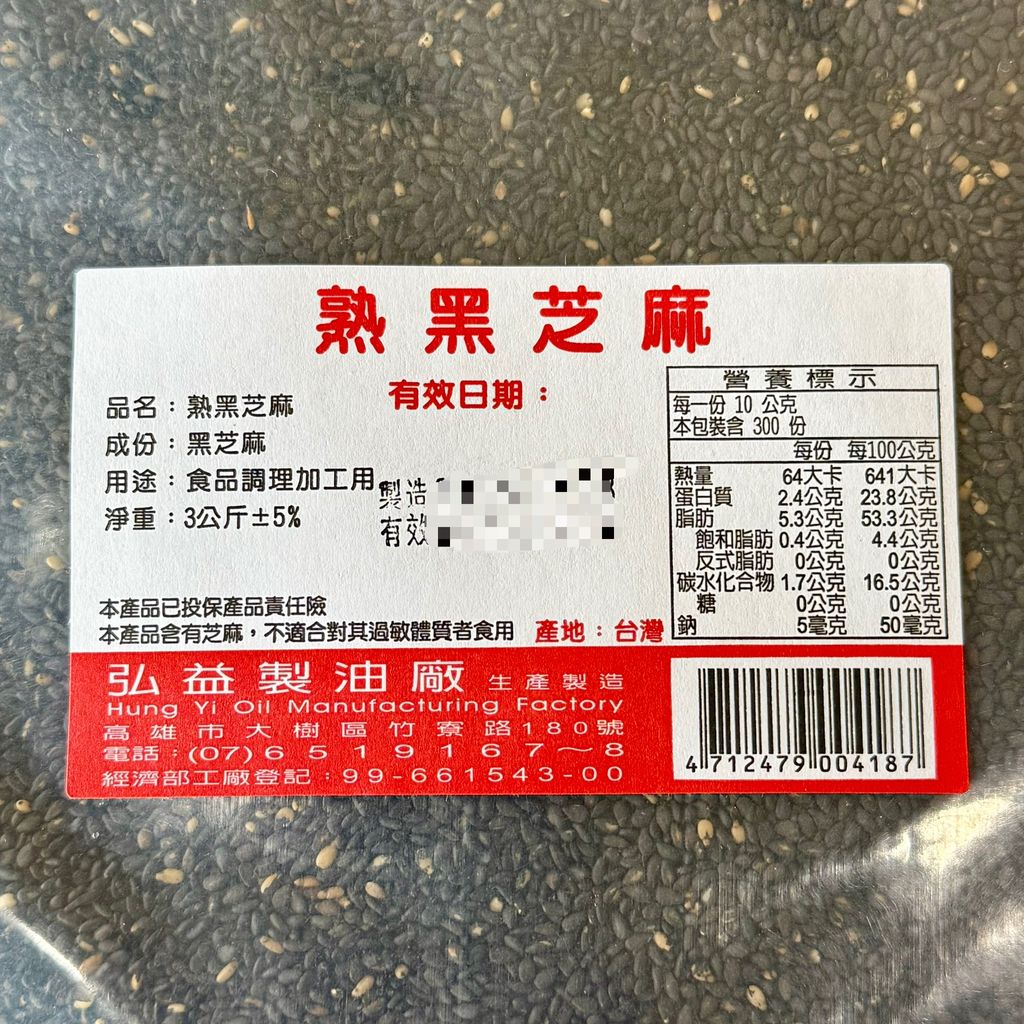 熟黑芝麻
有效日期：
品名：熟黑芝麻
成份：黑芝麻
用途：食品調理加工用
淨重：3公斤±5%
製造
有效
本產品已投保產品責任險
本產品含有芝麻，不適合對其過敏體質者食用
產地：台灣
營養標示
每一份 10 公克
本包裝含 300 份
每份 每100公克
熱量 64大卡 641大卡
蛋白質 2.4公克 23.8公克
脂肪 5.3公克 53.3公克
飽和脂肪 0.4公克 4.4公克
反式脂肪 0公克 0公克
碳水化合物 1.7公克 16.5公克
糖 0公克 0公克
鈉 5毫克 50毫克
弘益製油廠 生產製造
Hung Yi Oil Manufacturing Factory
高雄市大樹區竹寮路180號
電話：(07)6519167～8
經濟部工廠登記：99-661543-00
4 712479 004187